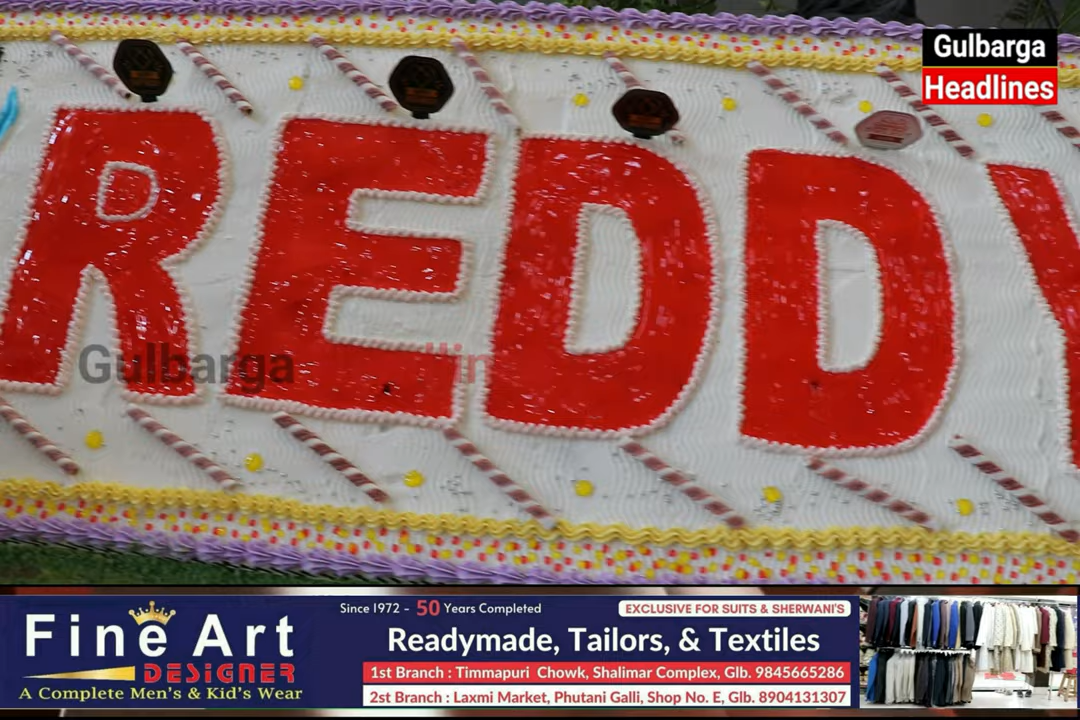 Gulbarga
Headlines
REDDY
Gulbarga
Fine Art
DESIGNER
A Complete Men's & Kid's Wear
Since 1972 - 50 Years Completed
EXCLUSIVE FOR SUITS & SHERWANI'S
Readymade, Tailors, & Textiles
1st Branch : Timmapuri Chowk, Shalimar Complex, Glb. 9845665286
2st Branch : Laxmi Market, Phutani Galli, Shop No. E, Glb. 8904131307